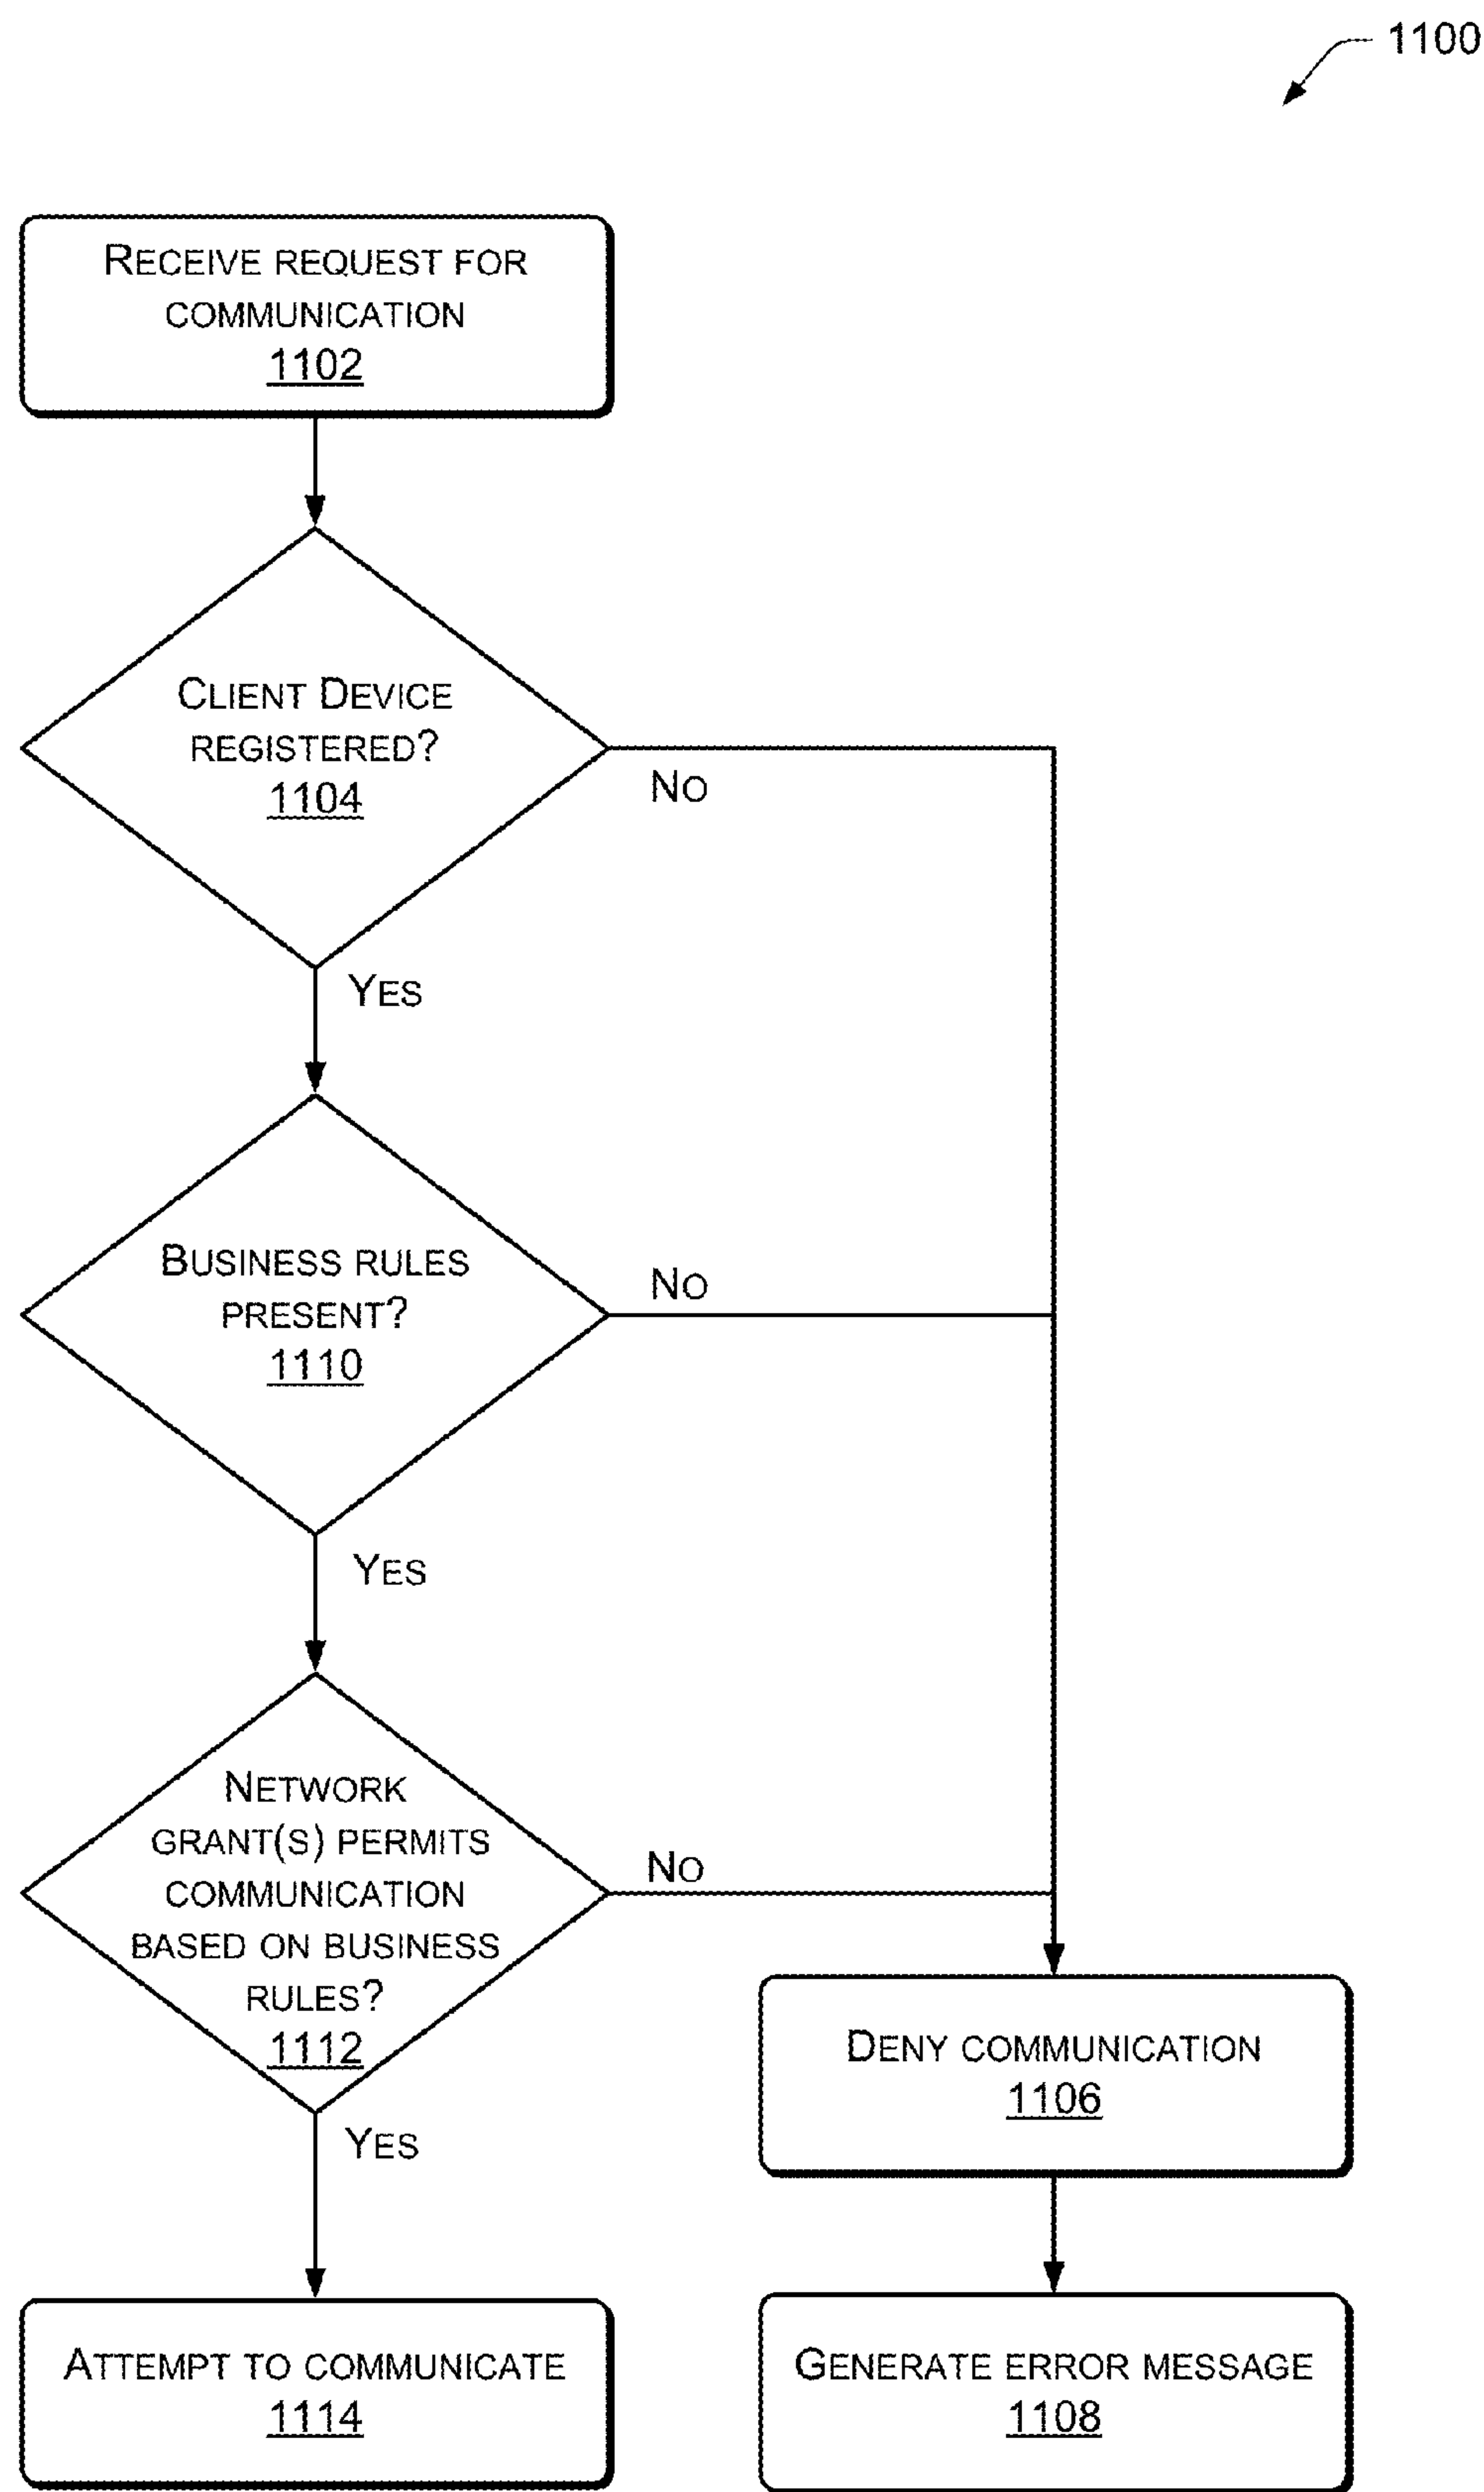 1100
RECEIVE REQUEST FOR
COMMUNICATION
1102
CLIENT DEVICE
REGISTERED?
1104
NO
YES
BUSINESS RULES
PRESENT?
1110
NO
YES
NETWORK
GRANT(S) PERMITS
COMMUNICATION
BASED ON BUSINESS
RULES?
1112
NO
YES
DENY COMMUNICATION
1106
ATTEMPT TO COMMUNICATE
1114
GENERATE ERROR MESSAGE
1108